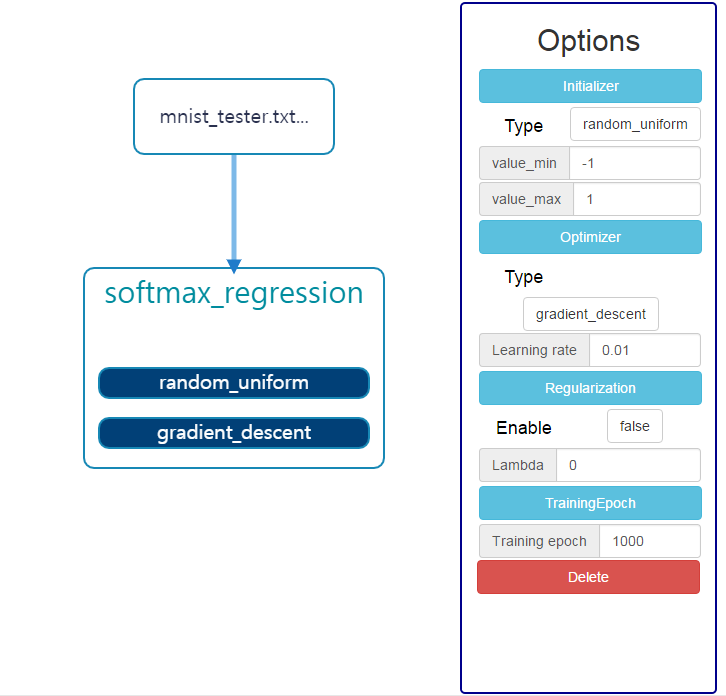 mnist_tester.txt...
softmax_regression
random_uniform
gradient_descent
Options
Initializer
Type random_uniform
value_min -1
value_max 1
Optimizer
Type
gradient_descent
Learning rate 0.01
Regularization
Enable false
Lambda 0
TrainingEpoch
Training epoch 1000
Delete